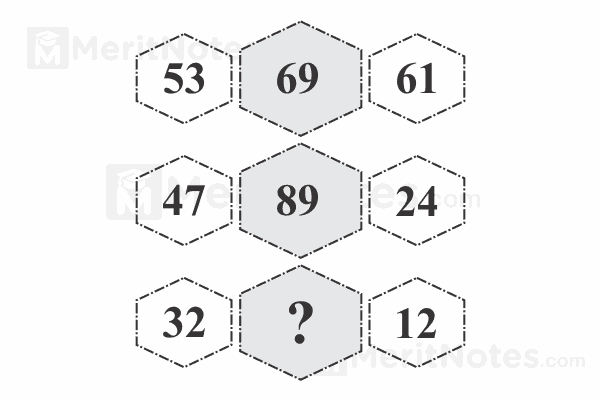 MeritNotes
53 69 61
MeritNotes.com
47 89 24
32 ? 12
MeritNotes.com